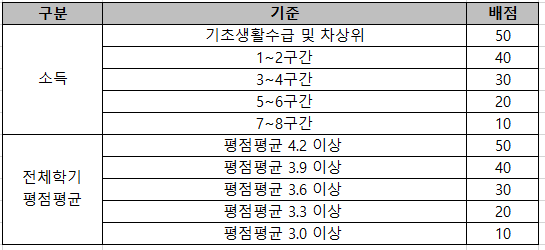 구분 기준 배점
소득 기초생활수급 및 차상위 50
1~2구간 40
3~4구간 30
5~6구간 20
7~8구간 10
전체학기 평점평균 평점평균 4.2 이상 50
평점평균 3.9 이상 40
평점평균 3.6 이상 30
평점평균 3.3 이상 20
평점평균 3.0 이상 10